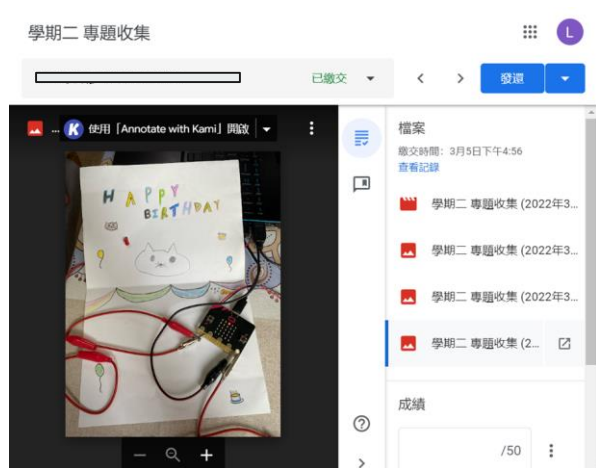 學期二 專題收集
L
已繳交
發還
... K 使用「Annotate with Kami」開啟
HAPPY
BIRTHDAY
檔案
繳交時間: 3月5日下午4:56
查看記錄
學期二 專題收集 (2022年3...
學期二 專題收集 (2022年3...
學期二 專題收集 (2022年3...
學期二 專題收集 (2...
成績
/50